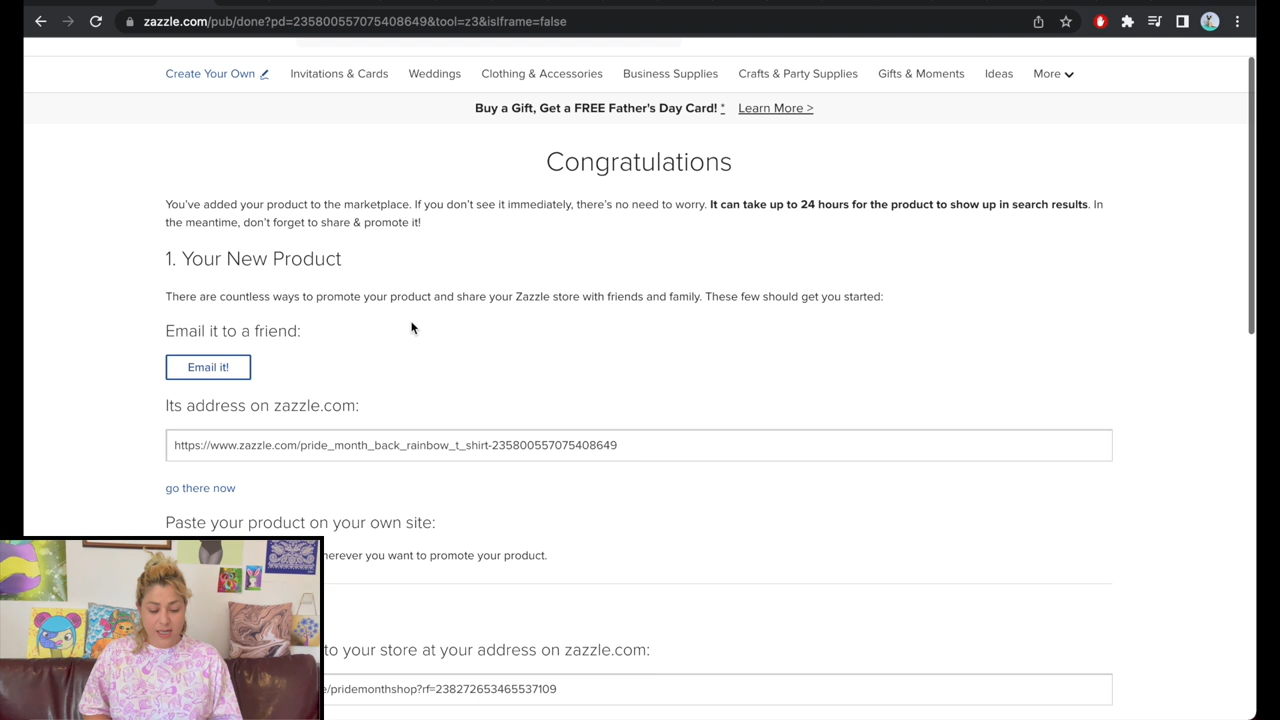 zazzle.com/pub/done?pd=235800557075408649&tool=z3&isIframe=false
Create Your Own Invitations & Cards Weddings Clothing & Accessories Business Supplies Crafts & Party Supplies Gifts & Moments Ideas More
Buy a Gift, Get a FREE Father's Day Card! * Learn More >
Congratulations
You've added your product to the marketplace. If you don't see it immediately, there's no need to worry. It can take up to 24 hours for the product to show up in search results. In
the meantime, don't forget to share & promote it!
1. Your New Product
There are countless ways to promote your product and share your Zazzle store with friends and family. These few should get you started:
Email it to a friend:
Email it!
Its address on zazzle.com:
https://www.zazzle.com/pride_month_back_rainbow_t_shirt-235800557075408649
go there now
Paste your product on your own site:
you want to promote your product.
to your store at your address on zazzle.com:
/pridemonthshop?rf=238272653465537109